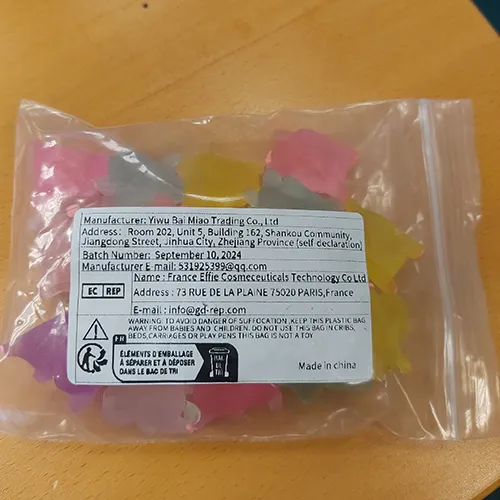 Manufacturer: Yiwu Bai Miao Trading Co., Ltd
Address: Room 202, Unit 5, Building 162, Shankou Community,
Jiangdong Street, Jinhua City, Zhejiang Province (self declaration)
Batch Number: September 10, 2024
Manufacturer E-mail: 531925399@qq.com
EC REP
Name : France Effie Cosmeceuticals Technology Co Ltd
Address : 73 RUE DE LA PLAINE 75020 PARIS,France
E-mail : info@gd-rep.com
WARNING: TO AVOID DANGER OF SUFFOCATION ,KEEP THIS PLASTIC BAG
AWAY FROM BABIES AND CHILDREN. DO NOT USE THIS BAG IN CRIBS,
BEDS,CARRIAGES OR PLAY PENS THIS BAG IS NOT A TOY
FR
ÉLÉMENTS D'EMBALLAGE
À SÉPARER ET À DÉPOSER
DANS LE BAC DE TRI
BAC
DE
TRI
Made in china